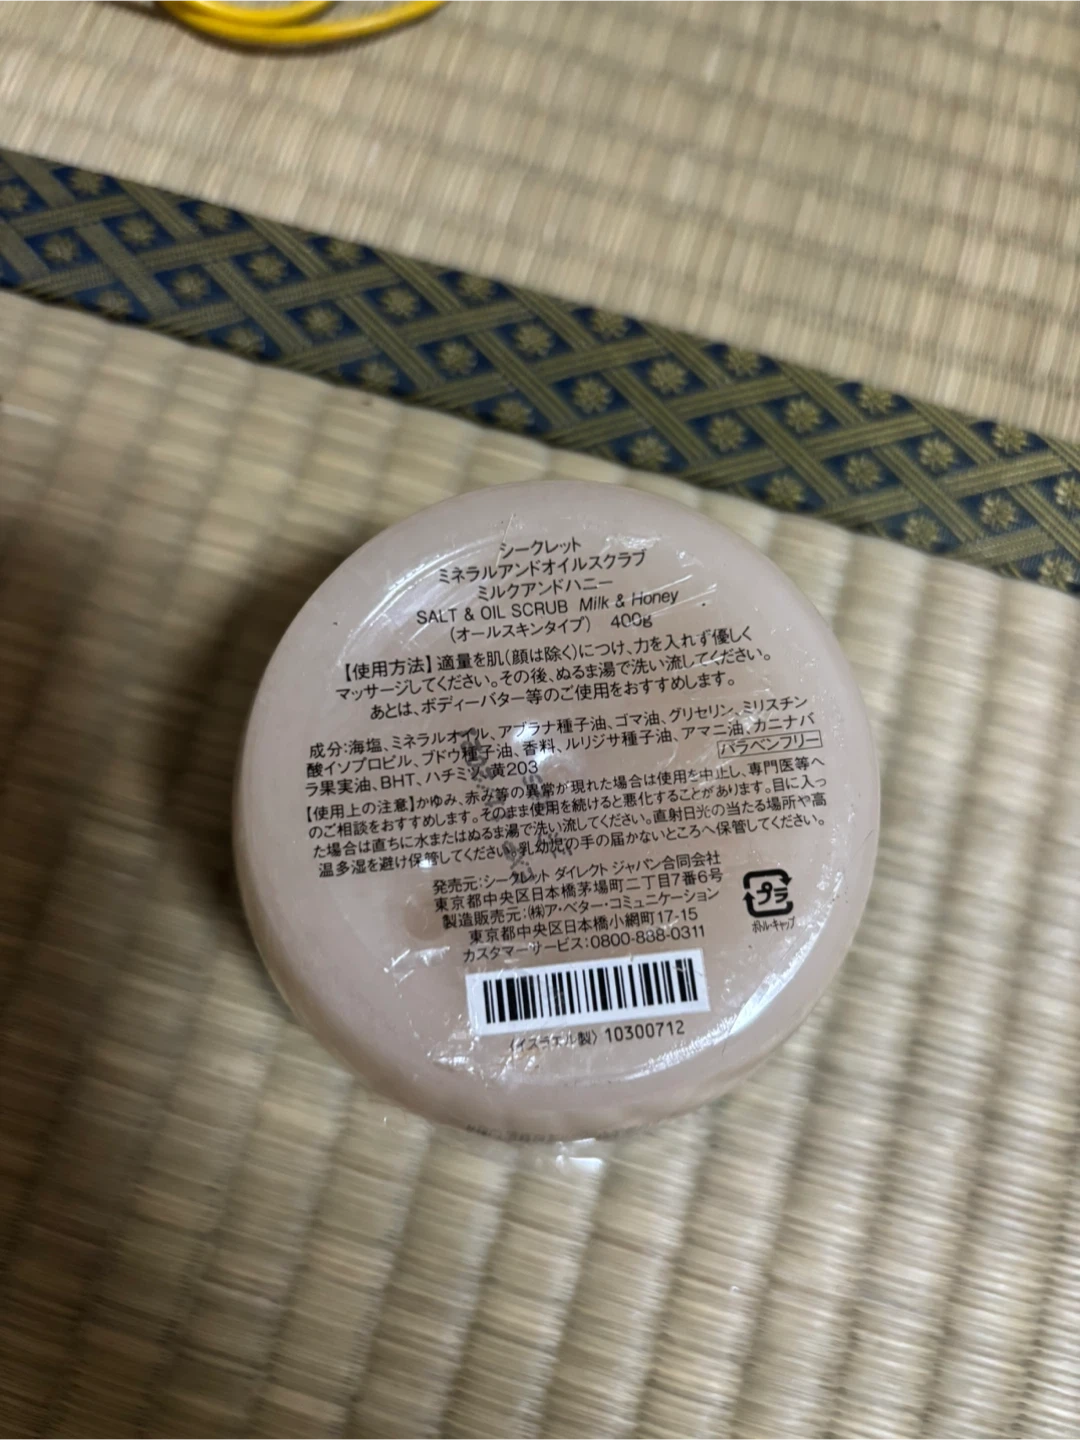 シークレット
ミネラルアンドオイルスクラブ
ミルクアンドハニー
SALT & OIL SCRUB Milk & Honey
(オールスキンタイプ) 400g
【使用方法】適量を肌(顔は除く)につけ、力を入れず優しく
マッサージしてください。その後、ぬるま湯で洗い流してください。
あとは、ボディーバター等のご使用をおすすめします。
成分:海塩、ミネラルオイル、アブラナ種子油、ゴマ油、グリセリン、ミリスチン
酸イソプロピル、ブドウ種子油、香料、ルリジサ種子油、アマニ油、カニナバ
ラ果実油、BHT、ハチミツ、黄203
パラベンフリー
【使用上の注意】かゆみ、赤み等の異常が現れた場合は使用を中止し、専門医等へ
のご相談をおすすめします。そのまま使用を続けると悪化することがあります。目に入っ
た場合は直ちに水またはぬるま湯で洗い流してください。直射日光の当たる場所や高
温多湿を避け保管してください。乳幼児の手の届かないところへ保管してください。
発売元:シークレット ダイレクト ジャパン合同会社
東京都中央区日本橋茅場町二丁目7番6号
製造販売元:㈱ア・ベター・コミュニケーション
東京都中央区日本橋小網町17-15
カスタマーサービス:0800-888-0311
プラ
ボトル・キャップ
〈イスラエル製〉 10300712